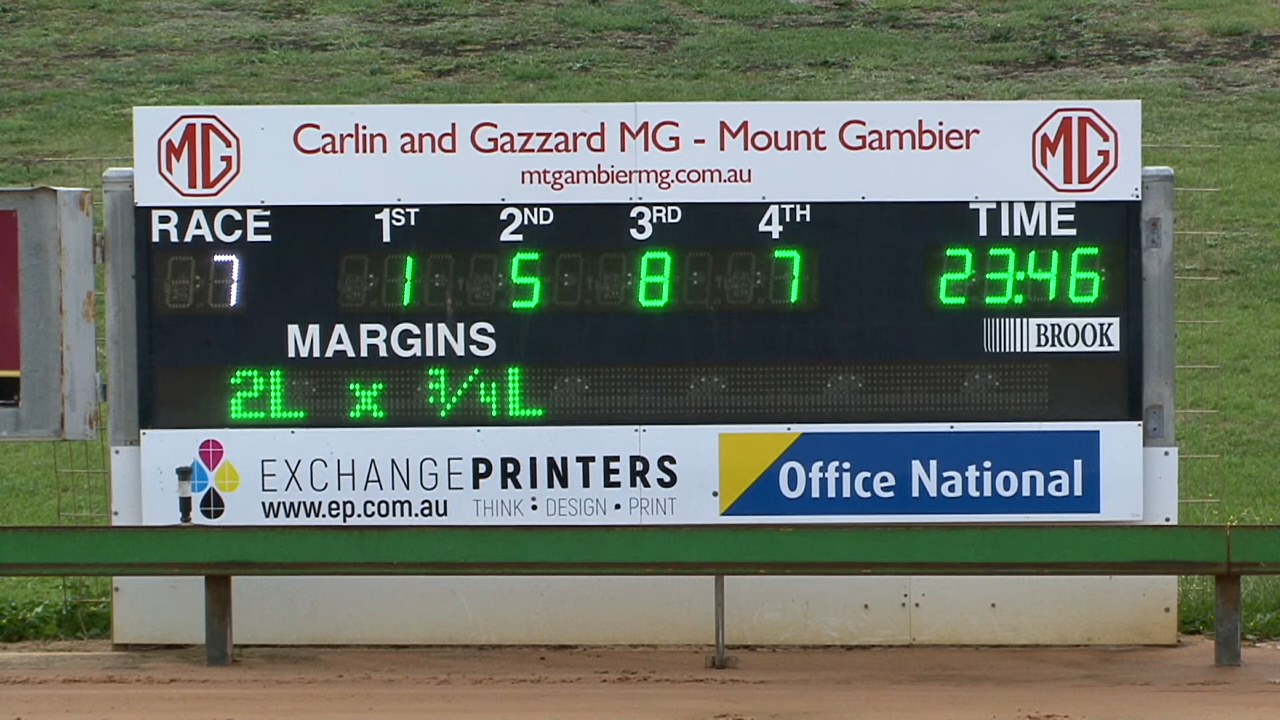 MG Carlin and Gazzard MG - Mount Gambier MG
mtgambiermg.com.au
RACE 1ST 2ND 3RD 4TH TIME
7 1 5 8 7 23:46
MARGINS BROOK
2L x 3/4L
EXCHANGEPRINTERS Office National
www.ep.com.au THINK : DESIGN • PRINT